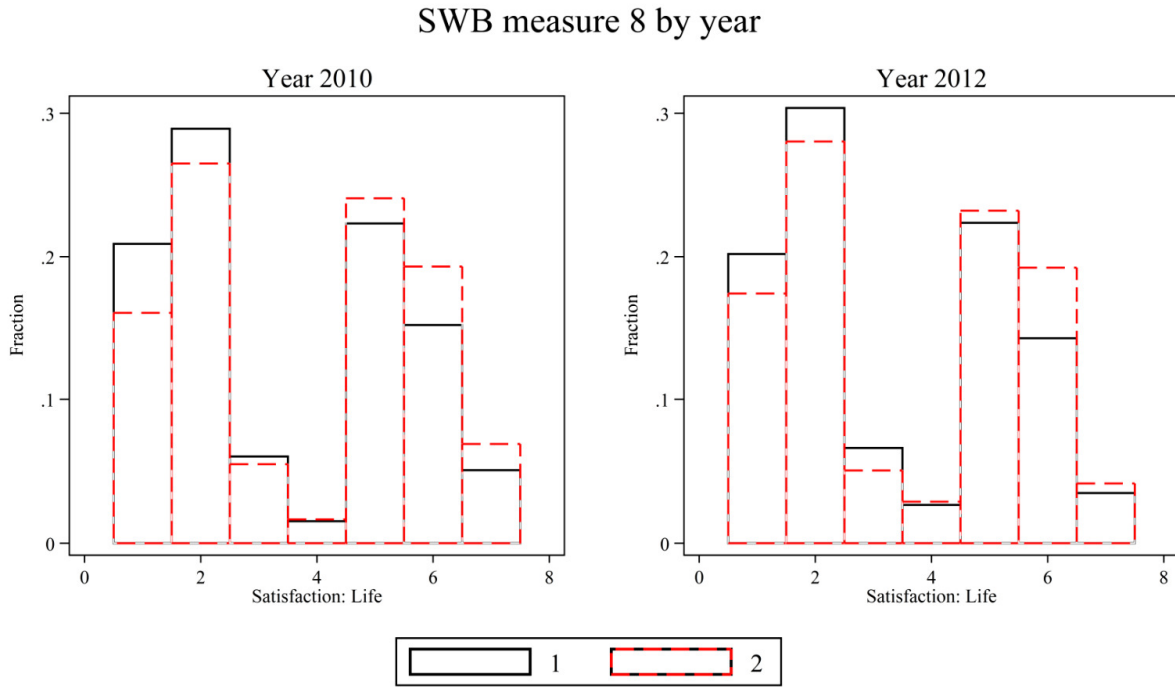 SWB measure 8 by year
Year 2010
.3
.2
.1
0
Fraction
0 2 4 6 8
Satisfaction: Life
Year 2012
.3
.2
.1
0
Fraction
0 2 4 6 8
Satisfaction: Life
1 2